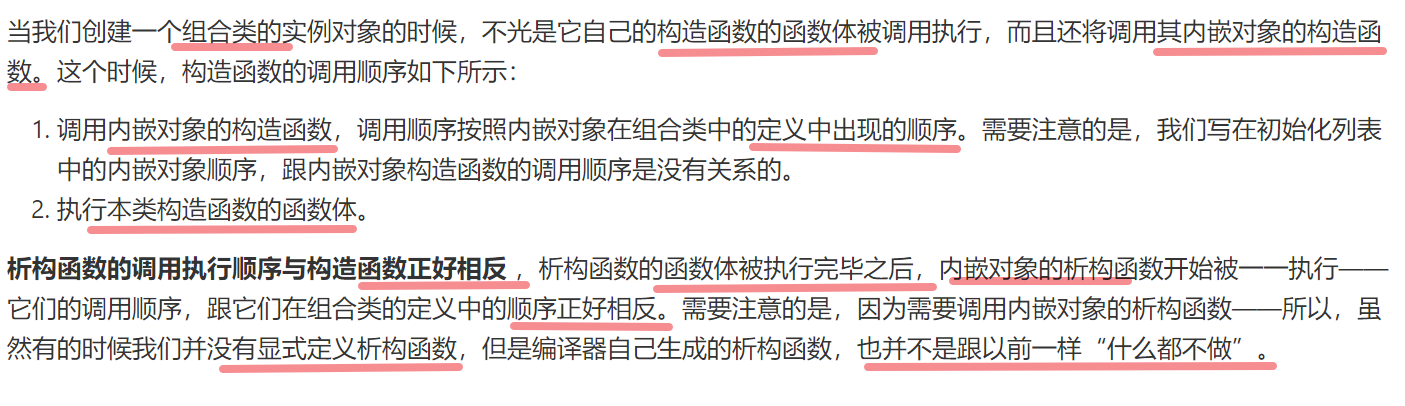 当我们创建一个组合类的实例对象的时候，不光是它自己的构造函数的函数体被调用执行，而且还将调用其内嵌对象的构造函
数。这个时候，构造函数的调用顺序如下所示：
1. 调用内嵌对象的构造函数，调用顺序按照内嵌对象在组合类中的定义中出现的顺序。需要注意的是，我们写在初始化列表
中的内嵌对象顺序，跟内嵌对象构造函数的调用顺序是没有关系的。
2. 执行本类构造函数的函数体。
析构函数的调用执行顺序与构造函数正好相反 ，析构函数的函数体被执行完毕之后，内嵌对象的析构函数开始被一一执行——
它们的调用顺序，跟它们在组合类的定义中的顺序正好相反。需要注意的是，因为需要调用内嵌对象的析构函数——所以，虽
然有的时候我们并没有显式定义析构函数，但是编译器自己生成的析构函数，也并不是跟以前一样“什么都不做” 。